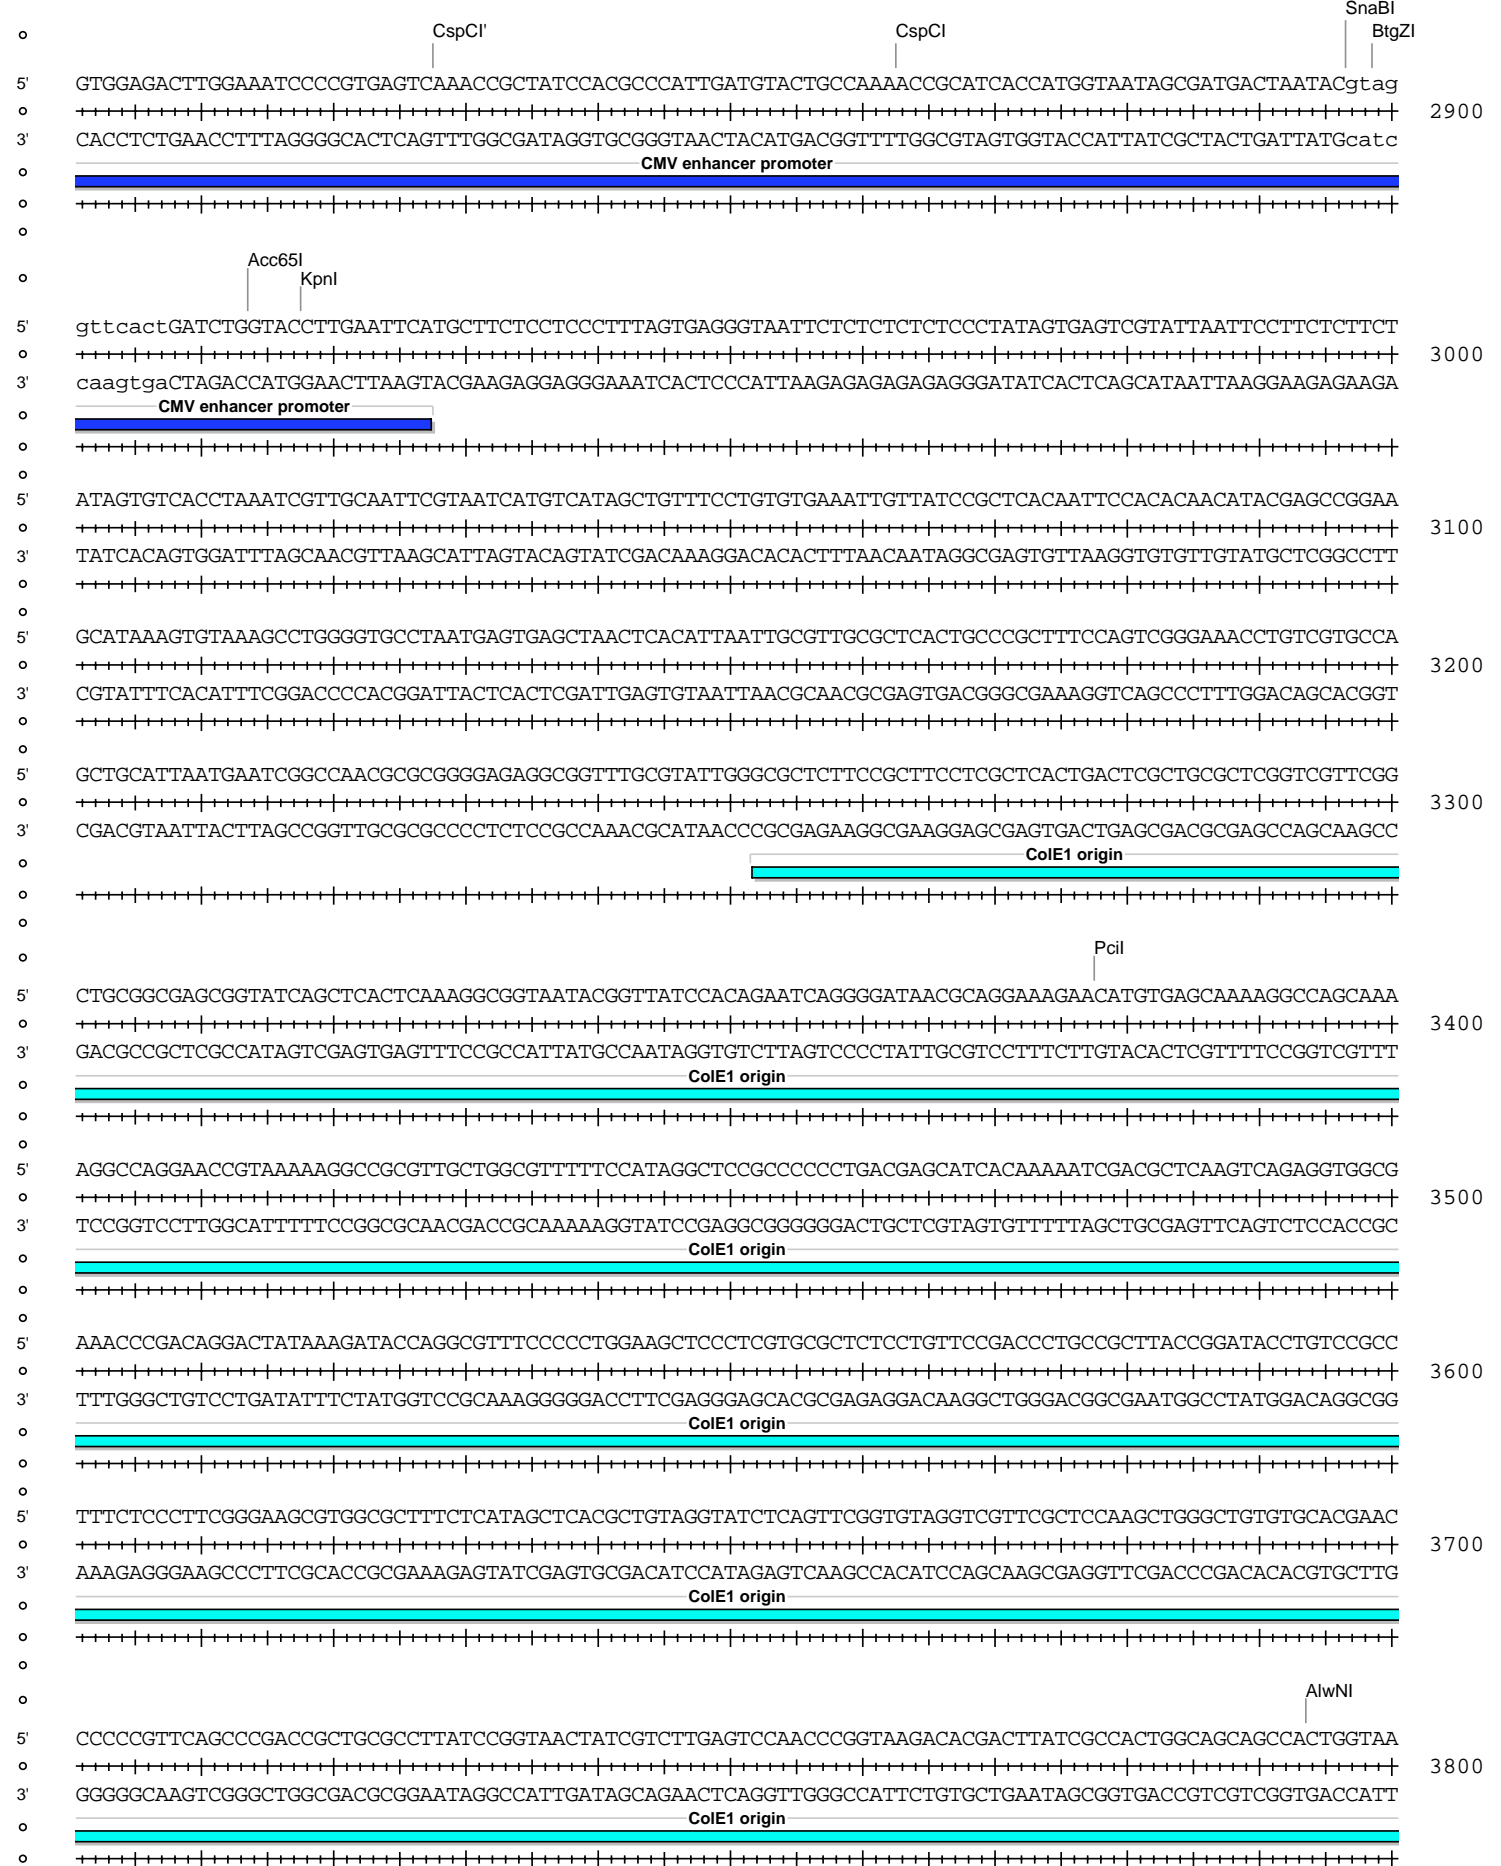 SnaBI
CspCI'
CspCI
BtgZI
5' GTGGAGACTTGGAAATCCCCGTGAGTCAAACCGCTATCCACGCCCATTGATGTACTGCCAAAACCGCATCACCATGGTAATAGCGATGACTAATACgtag
2900
3' CACCTCTGAACCTTTAGGGGCACTCAGTTTGGCGATAGGTGCGGGTAACTACATGACGGTTTTGGCGTAGTGGTACCATTATCGCTACTGATTATGcatc
CMV enhancer promoter
Acc65I
KpnI
5' gttcactGATCTGGTACCTTGAATTCATGCTTCTCCTCCCTTTAGTGAGGGTAATTCTCTCTCTCTCCCTATAGTGAGTCGTATTAATTCCTTCTCTTCT
3000
3' caagtgaCTAGACCATGGAACTTAAGTACGAAGAGGAGGGAAATCACTCCCATTAAGAGAGAGAGAGGGATATCACTCAGCATAATTAAGGAAGAGAAGA
CMV enhancer promoter
5' ATAGTGTCACCTAAATCGTTGCAATTCGTAATCATGTCATAGCTGTTTCCTGTGTGAAATTGTTATCCGCTCACAATTCCACACAACATACGAGCCGGAA
3100
3' TATCACAGTGGATTTAGCAACGTTAAGCATTAGTACAGTATCGACAAAGGACACACTTTAACAATAGGCGAGTGTTAAGGTGTGTTGTATGCTCGGCCTT
5' GCATAAAGTGTAAAGCCTGGGGTGCCTAATGAGTGAGCTAACTCACATTAATTGCGTTGCGCTCACTGCCCGCTTTCCAGTCGGGAAACCTGTCGTGCCA
3200
3' CGTATTTCACATTTCGGACCCCACGGATTACTCACTCGATTGAGTGTAATTAACGCAACGCGAGTGACGGGCGAAAGGTCAGCCCTTTGGACAGCACGGT
5' GCTGCATTAATGAATCGGCCAACGCGCGGGGAGAGGCGGTTTGCGTATTGGGCGCTCTTCCGCTTCCTCGCTCACTGACTCGCTGCGCTCGGTCGTTCGG
3300
3' CGACGTAATTACTTAGCCGGTTGCGCGCCCCTCTCCGCCAAACGCATAACCCGCGAGAAGGCGAAGGAGCGAGTGACTGAGCGACGCGAGCCAGCAAGCC
ColE1 origin
PciI
5' CTGCGGCGAGCGGTATCAGCTCACTCAAAGGCGGTAATACGGTTATCCACAGAATCAGGGGATAACGCAGGAAAGAACATGTGAGCAAAAGGCCAGCAAA
3400
3' GACGCCGCTCGCCATAGTCGAGTGAGTTTCCGCCATTATGCCAATAGGTGTCTTAGTCCCCTATTGCGTCCTTTCTTGTACACTCGTTTTCCGGTCGTTT
ColE1 origin
5' AGGCCAGGAACCGTAAAAAGGCCGCGTTGCTGGCGTTTTTCCATAGGCTCCGCCCCCCTGACGAGCATCACAAAAATCGACGCTCAAGTCAGAGGTGGCG
3500
3' TCCGGTCCTTGGCATTTTTCCGGCGCAACGACCGCAAAAAGGTATCCGAGGCGGGGGGACTGCTCGTAGTGTTTTTAGCTGCGAGTTCAGTCTCCACCGC
ColE1 origin
5' AAACCCGACAGGACTATAAAGATACCAGGCGTTTCCCCCTGGAAGCTCCCTCGTGCGCTCTCCTGTTCCGACCCTGCCGCTTACCGGATACCTGTCCGCC
3600
3' TTTGGGCTGTCCTGATATTTCTATGGTCCGCAAAGGGGGACCTTCGAGGGAGCACGCGAGAGGACAAGGCTGGGACGGCGAATGGCCTATGGACAGGCGG
ColE1 origin
5' TTTCTCCCTTCGGGAAGCGTGGCGCTTTCTCATAGCTCACGCTGTAGGTATCTCAGTTCGGTGTAGGTCGTTCGCTCCAAGCTGGGCTGTGTGCACGAAC
3700
3' AAAGAGGGAAGCCCTTCGCACCGCGAAAGAGTATCGAGTGCGACATCCATAGAGTCAAGCCACATCCAGCAAGCGAGGTTCGACCCGACACACGTGCTTG
ColE1 origin
AlwNI
5' CCCCCGTTCAGCCCGACCGCTGCGCCTTATCCGGTAACTATCGTCTTGAGTCCAACCCGGTAAGACACGACTTATCGCCACTGGCAGCAGCCACTGGTAA
3800
3' GGGGGCAAGTCGGGCTGGCGACGCGGAATAGGCCATTGATAGCAGAACTCAGGTTGGGCCATTCTGTGCTGAATAGCGGTGACCGTCGTCGGTGACCATT
ColE1 origin